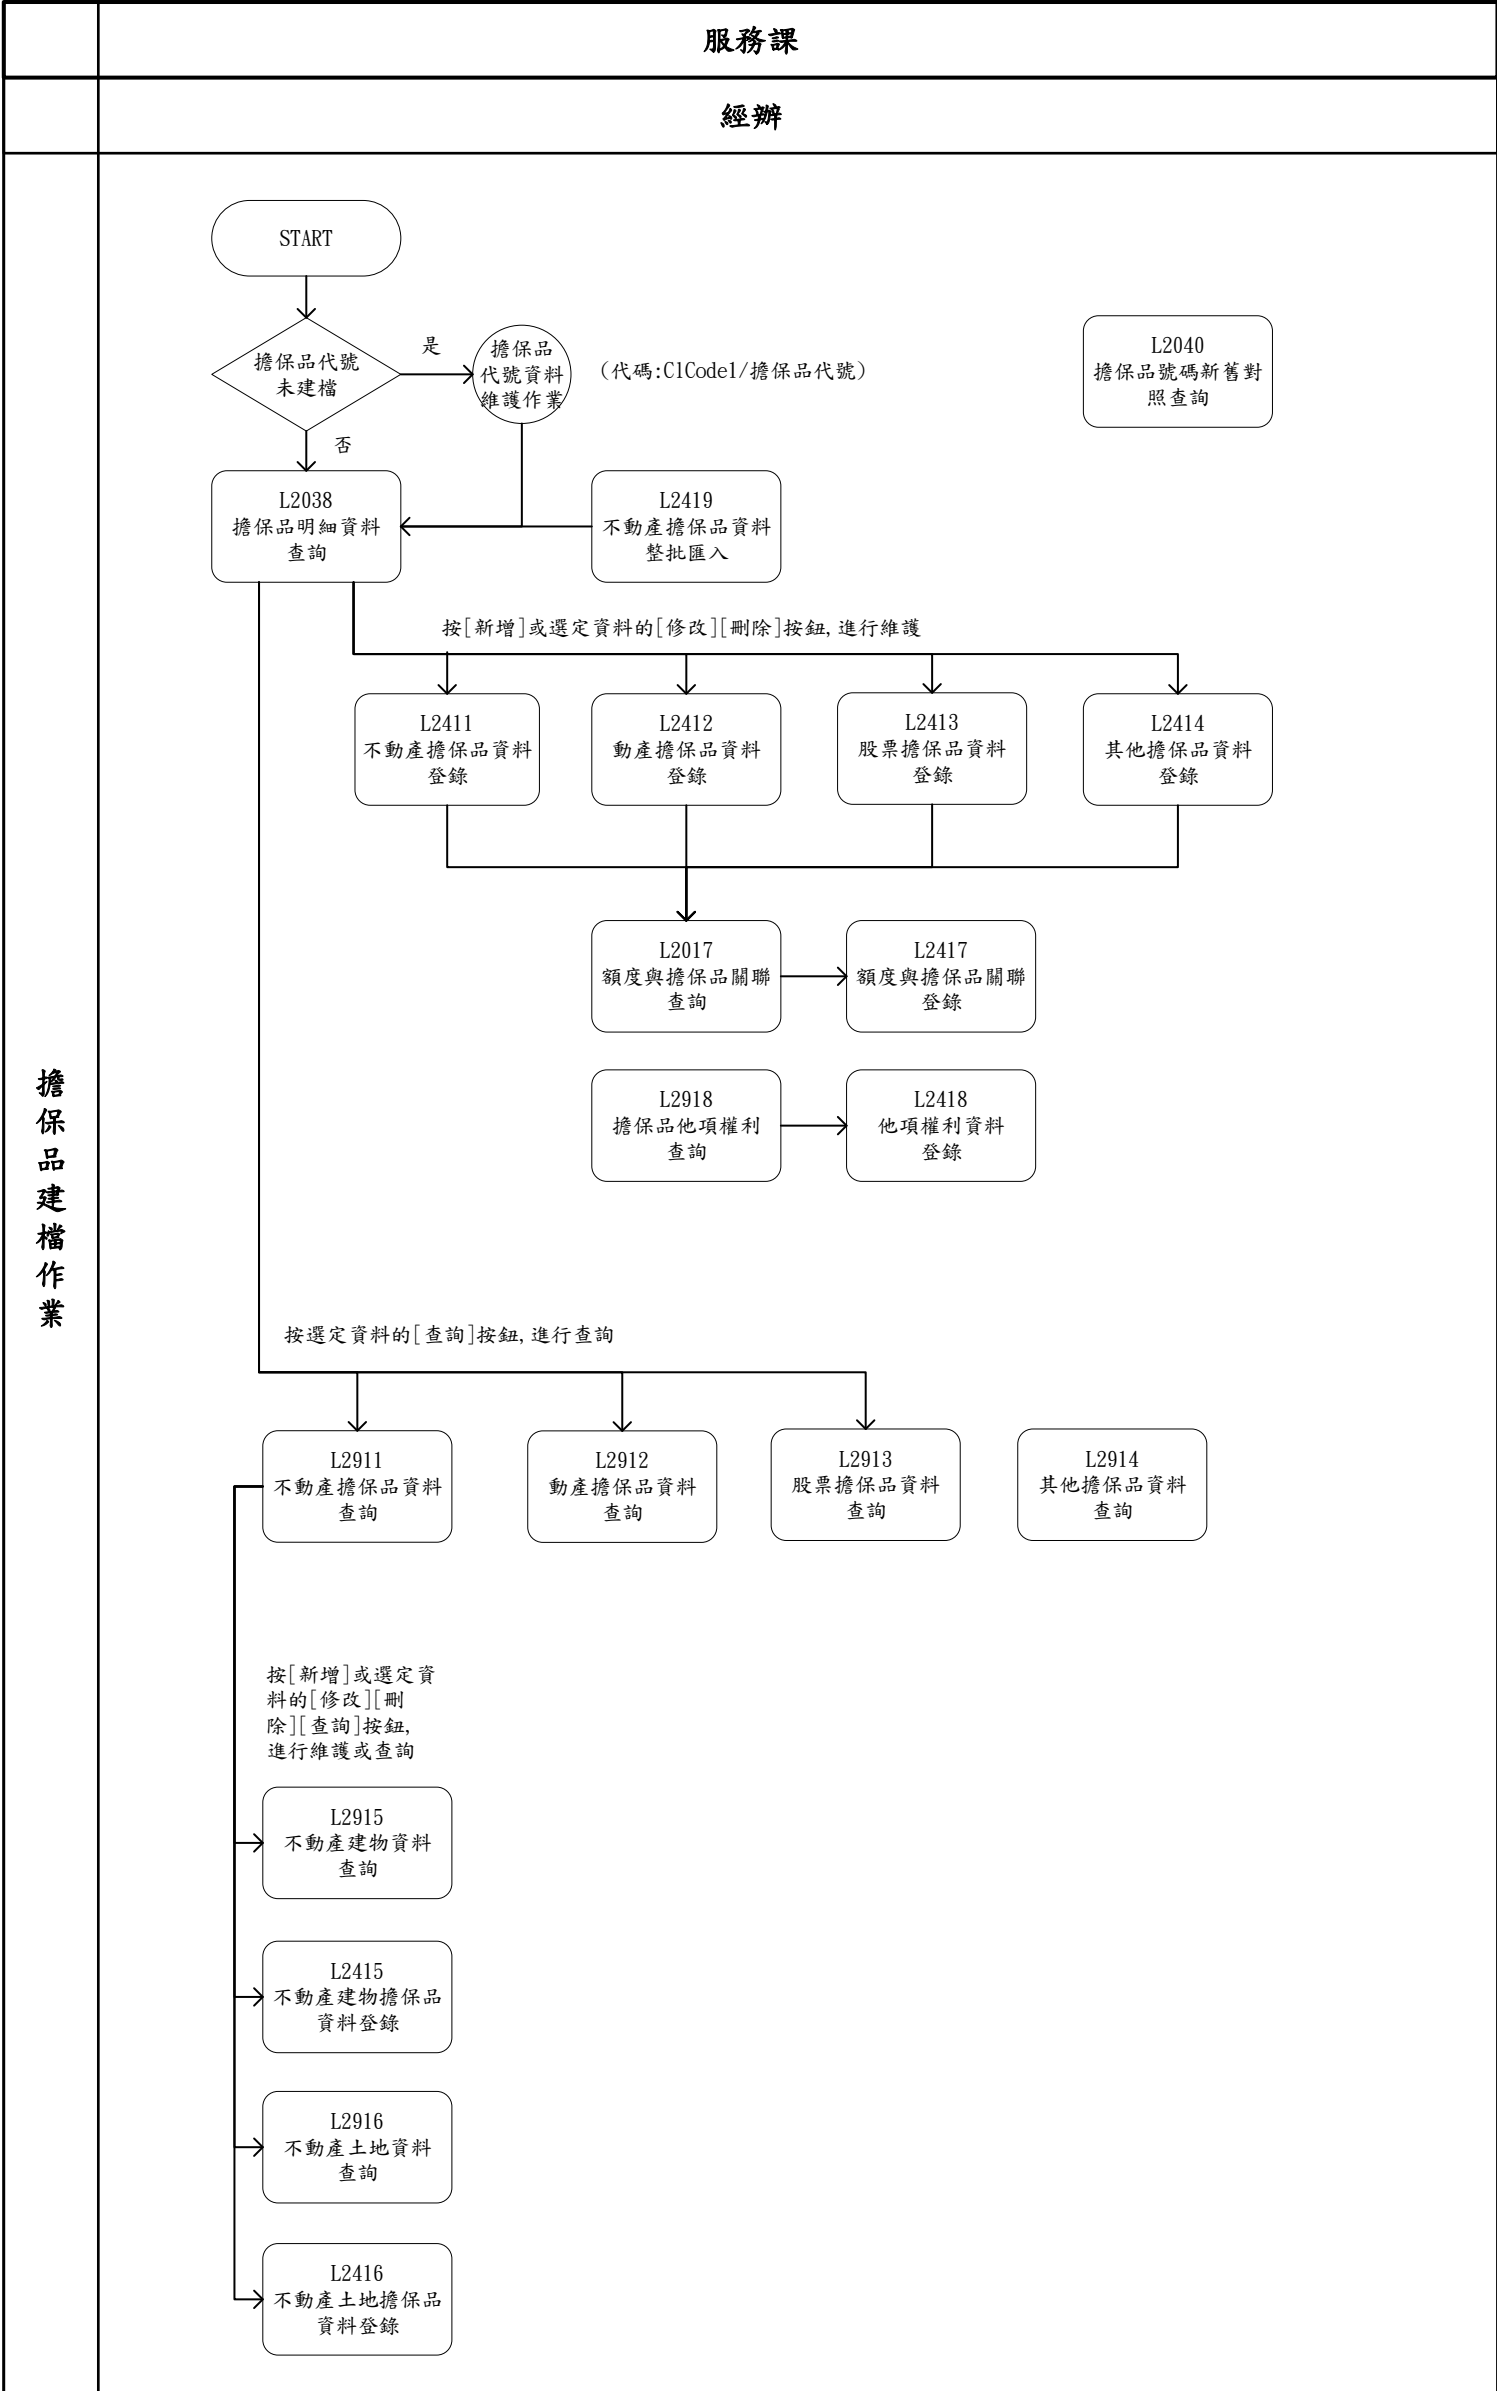 服務課
經辦
擔
保
品
建
檔
作
業
START
擔保品代號
未建檔
是
擔保品
代號資料
維護作業
(代碼:ClCode1/擔保品代號)
L2040
擔保品號碼新舊對
照查詢
否
L2038
擔保品明細資料
查詢
L2419
不動產擔保品資料
整批匯入
按[新增]或選定資料的[修改][刪除]按鈕,進行維護
L2411
不動產擔保品資料
登錄
L2412
動產擔保品資料
登錄
L2413
股票擔保品資料
登錄
L2414
其他擔保品資料
登錄
L2017
額度與擔保品關聯
查詢
L2417
額度與擔保品關聯
登錄
L2918
擔保品他項權利
查詢
L2418
他項權利資料
登錄
按選定資料的[查詢]按鈕,進行查詢
L2911
不動產擔保品資料
查詢
L2912
動產擔保品資料
查詢
L2913
股票擔保品資料
查詢
L2914
其他擔保品資料
查詢
按[新增]或選定資
料的[修改][刪
除][查詢]按鈕,
進行維護或查詢
L2915
不動產建物資料
查詢
L2415
不動產建物擔保品
資料登錄
L2916
不動產土地資料
查詢
L2416
不動產土地擔保品
資料登錄